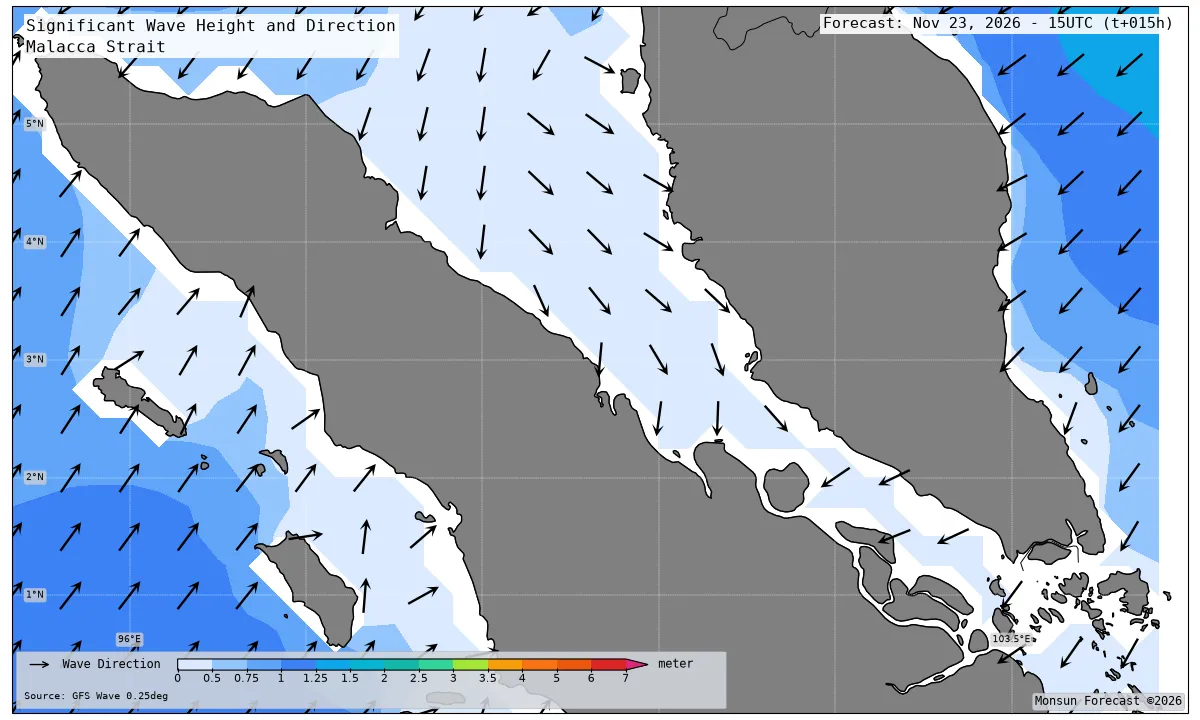 Significant Wave Height and Direction
Malacca Strait
Forecast: Nov 23, 2026 - 15UTC (t+015h)
5°N
4°N
3°N
2°N
1°N
96°E
103.5°E
Wave Direction
meter
0 0.5 0.75 1 1.25 1.5 2 2.5 3 3.5 4 5 6 7
Source: GFS Wave 0.25deg
Monsun Forecast ©2026